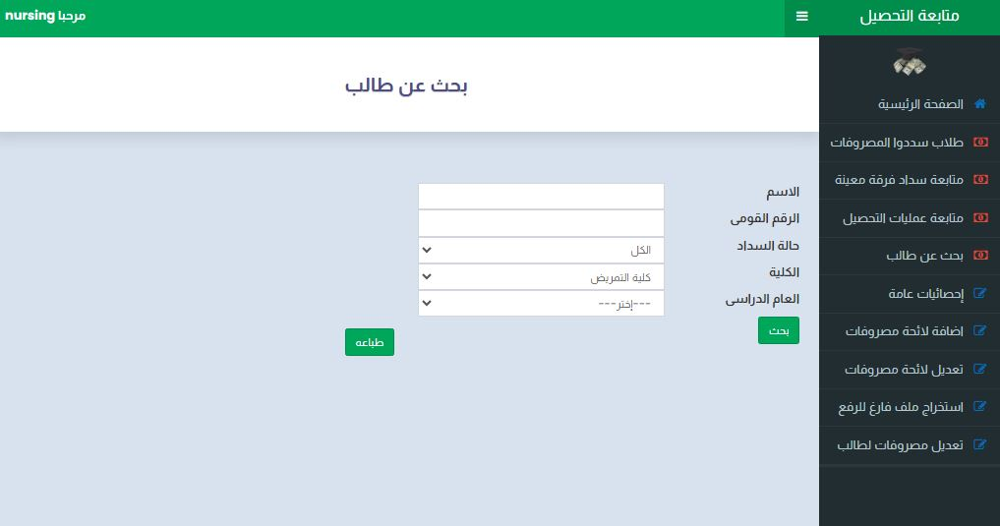 متابعة التحصيل
مرحبا nursing
الصفحة الرئيسية
طلاب سددوا المصروفات
متابعة سداد فرقة معينة
متابعة عمليات التحصيل
بحث عن طالب
إحصائيات عامة
اضافة لائحة مصروفات
تعديل لائحة مصروفات
استخراج ملف فارغ للرفع
تعديل مصروفات لطالب
بحث عن طالب
الاسم
الرقم القومى
حالة السداد
الكل
الكلية
كلية التمريض
العام الدراسى
---إختر---
بحث
طباعه